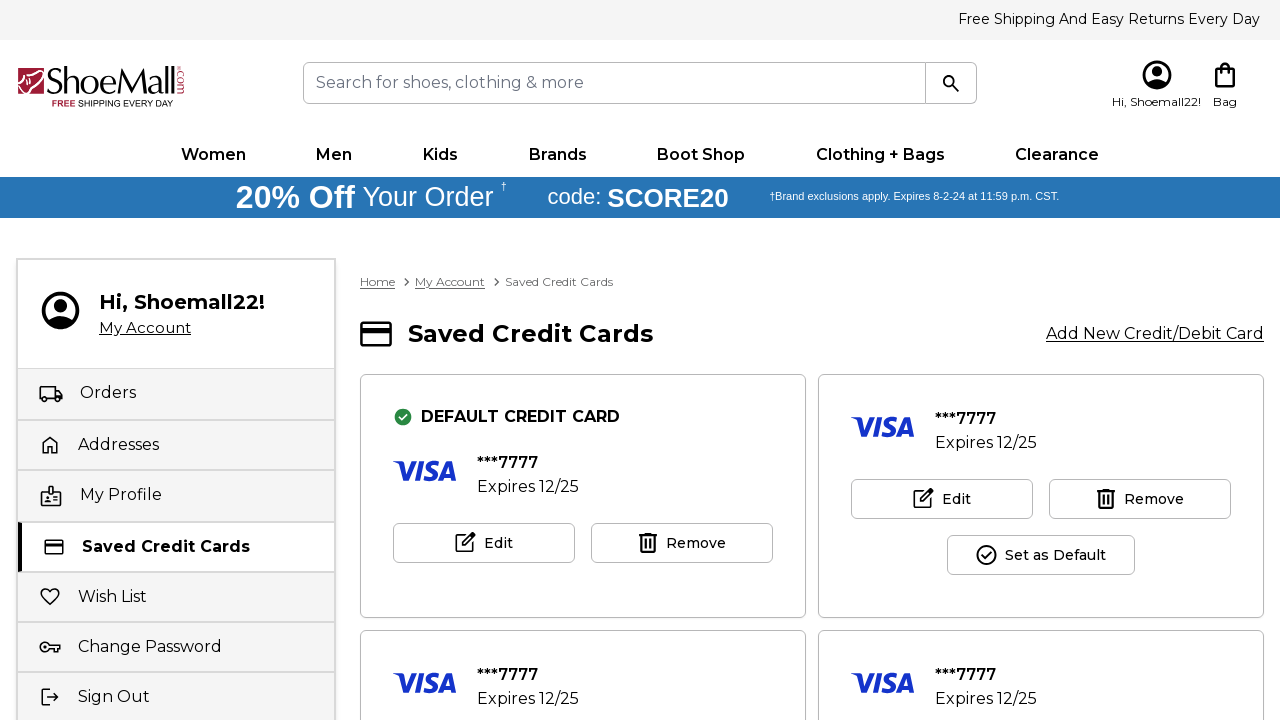 Free Shipping And Easy Returns Every Day
ShoeMall.com®
FREE SHIPPING EVERY DAY
Search for shoes, clothing & more
Hi, Shoemall22!
Bag
Women Men Kids Brands Boot Shop Clothing + Bags Clearance
20% Off Your Order † code: SCORE20 †Brand exclusions apply. Expires 8-2-24 at 11:59 p.m. CST.
Hi, Shoemall22!
My Account
Orders
Addresses
My Profile
Saved Credit Cards
Wish List
Change Password
Sign Out
Home > My Account > Saved Credit Cards
Saved Credit Cards
Add New Credit/Debit Card
DEFAULT CREDIT CARD
VISA ***7777
Expires 12/25
Edit Remove
VISA ***7777
Expires 12/25
Edit Remove
Set as Default
VISA ***7777
Expires 12/25
VISA ***7777
Expires 12/25